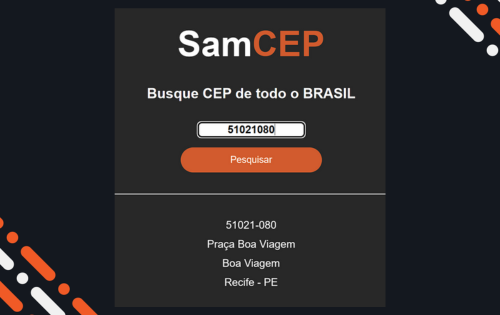 SamCEP
Busque CEP de todo o BRASIL
51021080
Pesquisar
51021-080
Praça Boa Viagem
Boa Viagem
Recife - PE